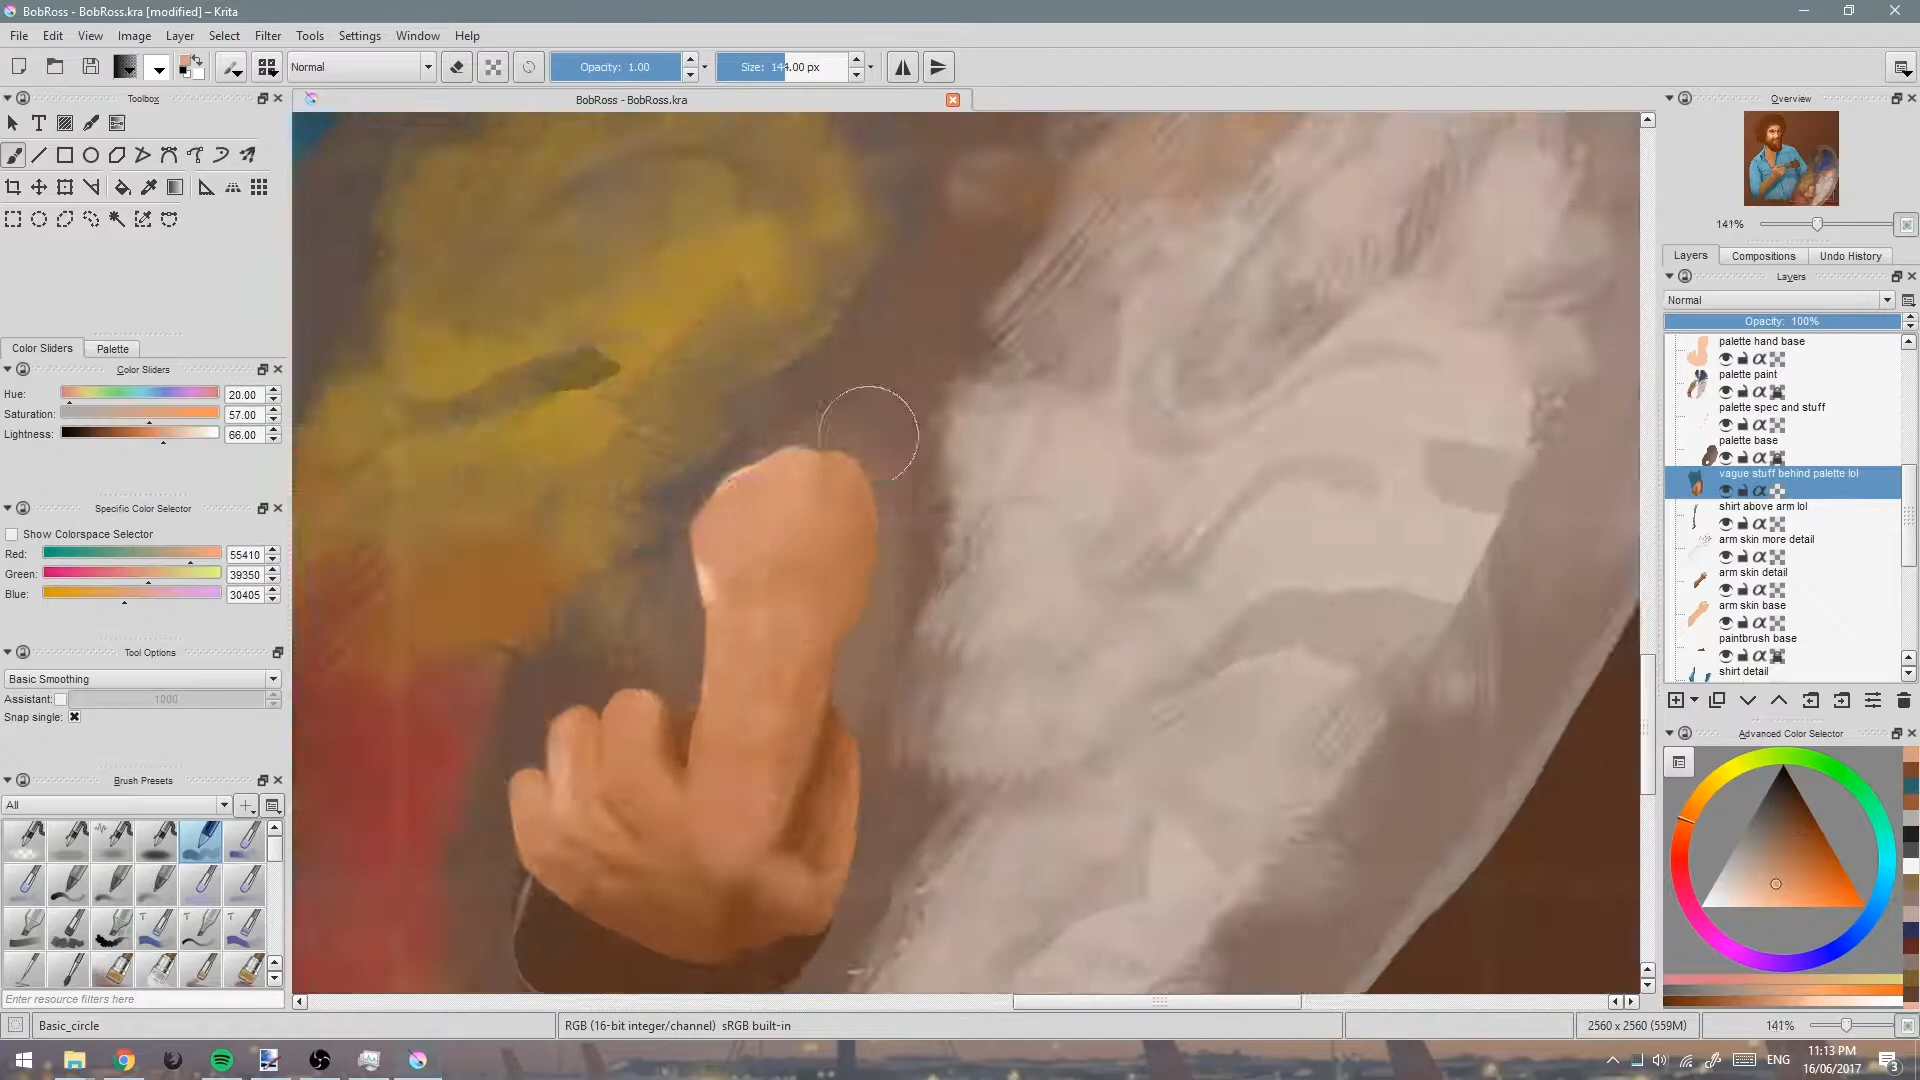 BobRoss - BobRoss.kra [modified] – Krita
File Edit View Image Layer Select Filter Tools Settings Window Help
Normal Opacity: 1.00 Size: 144.00 px
Toolbox
BobRoss - BobRoss.kra
Overview
141%
Layers Compositions Undo History
Layers
Normal
Opacity: 100%
palette hand base
palette paint
palette spec and stuff
palette base
vague stuff behind palette lol
shirt above arm lol
arm skin more detail
arm skin detail
arm skin base
paintbrush base
shirt detail
Color Sliders Palette
Color Sliders
Hue: 20.00
Saturation: 57.00
Lightness: 66.00
Specific Color Selector
Show Colorspace Selector
Red: 55410
Green: 39350
Blue: 30405
Tool Options
Basic Smoothing
Assistant: 1000
Snap single:
Advanced Color Selector
Brush Presets
All
Enter resource filters here
Basic_circle RGB (16-bit integer/channel) sRGB built-in 2560 x 2560 (559M) 141%
ENG
11:13 PM
16/06/2017
3